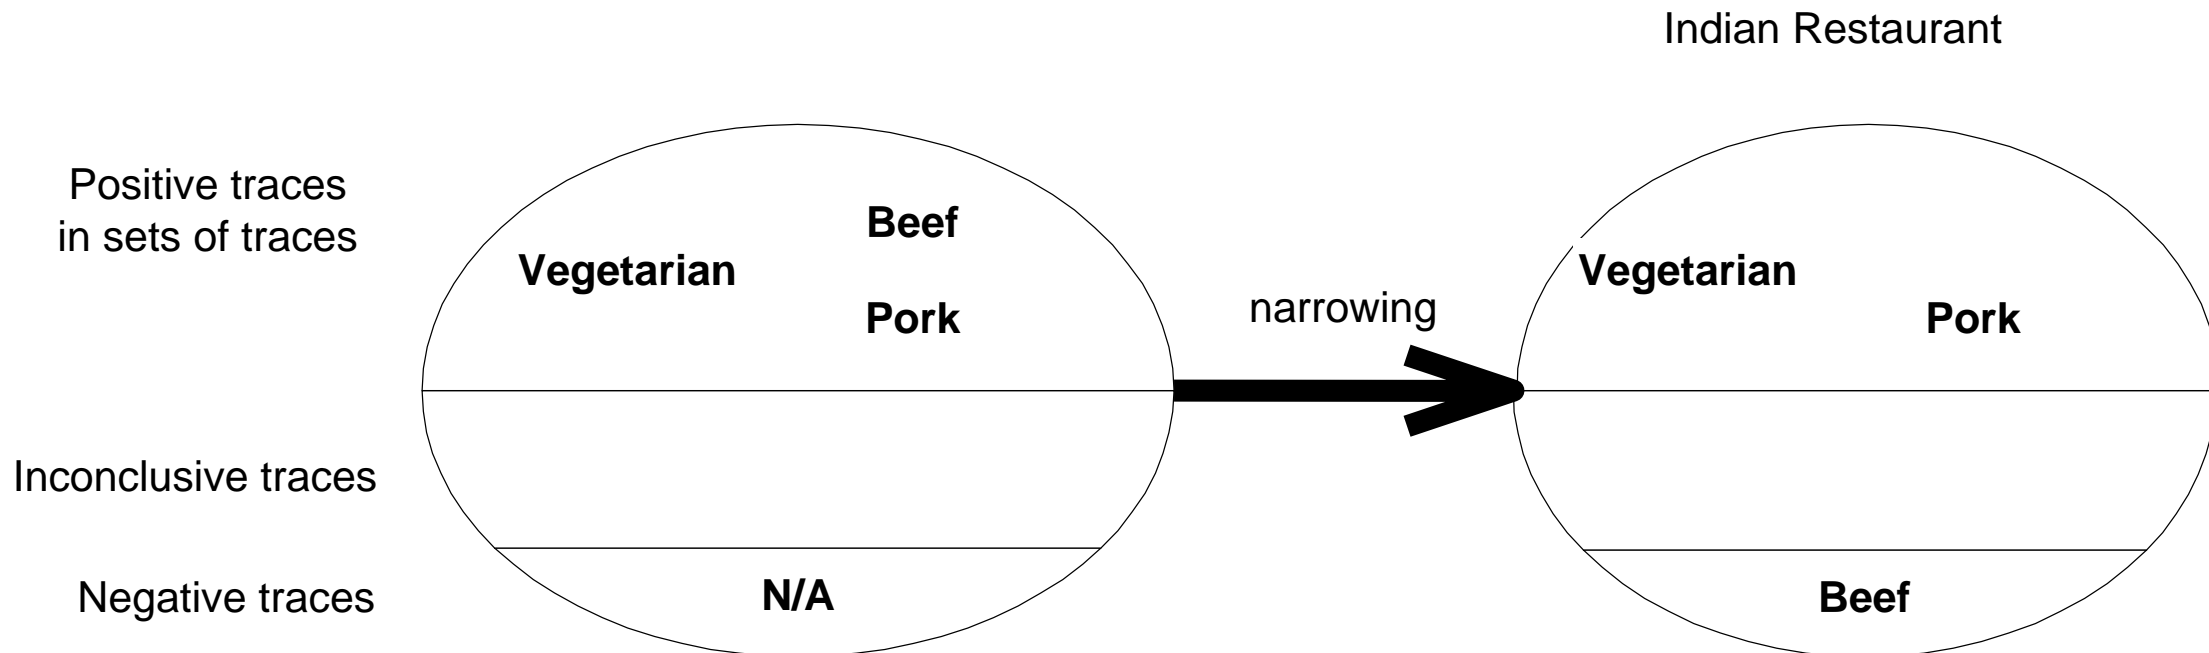 Indian Restaurant
Positive traces
in sets of traces
Beef
Vegetarian
Pork
narrowing
Vegetarian
Pork
Inconclusive traces
Negative traces
N/A
Beef